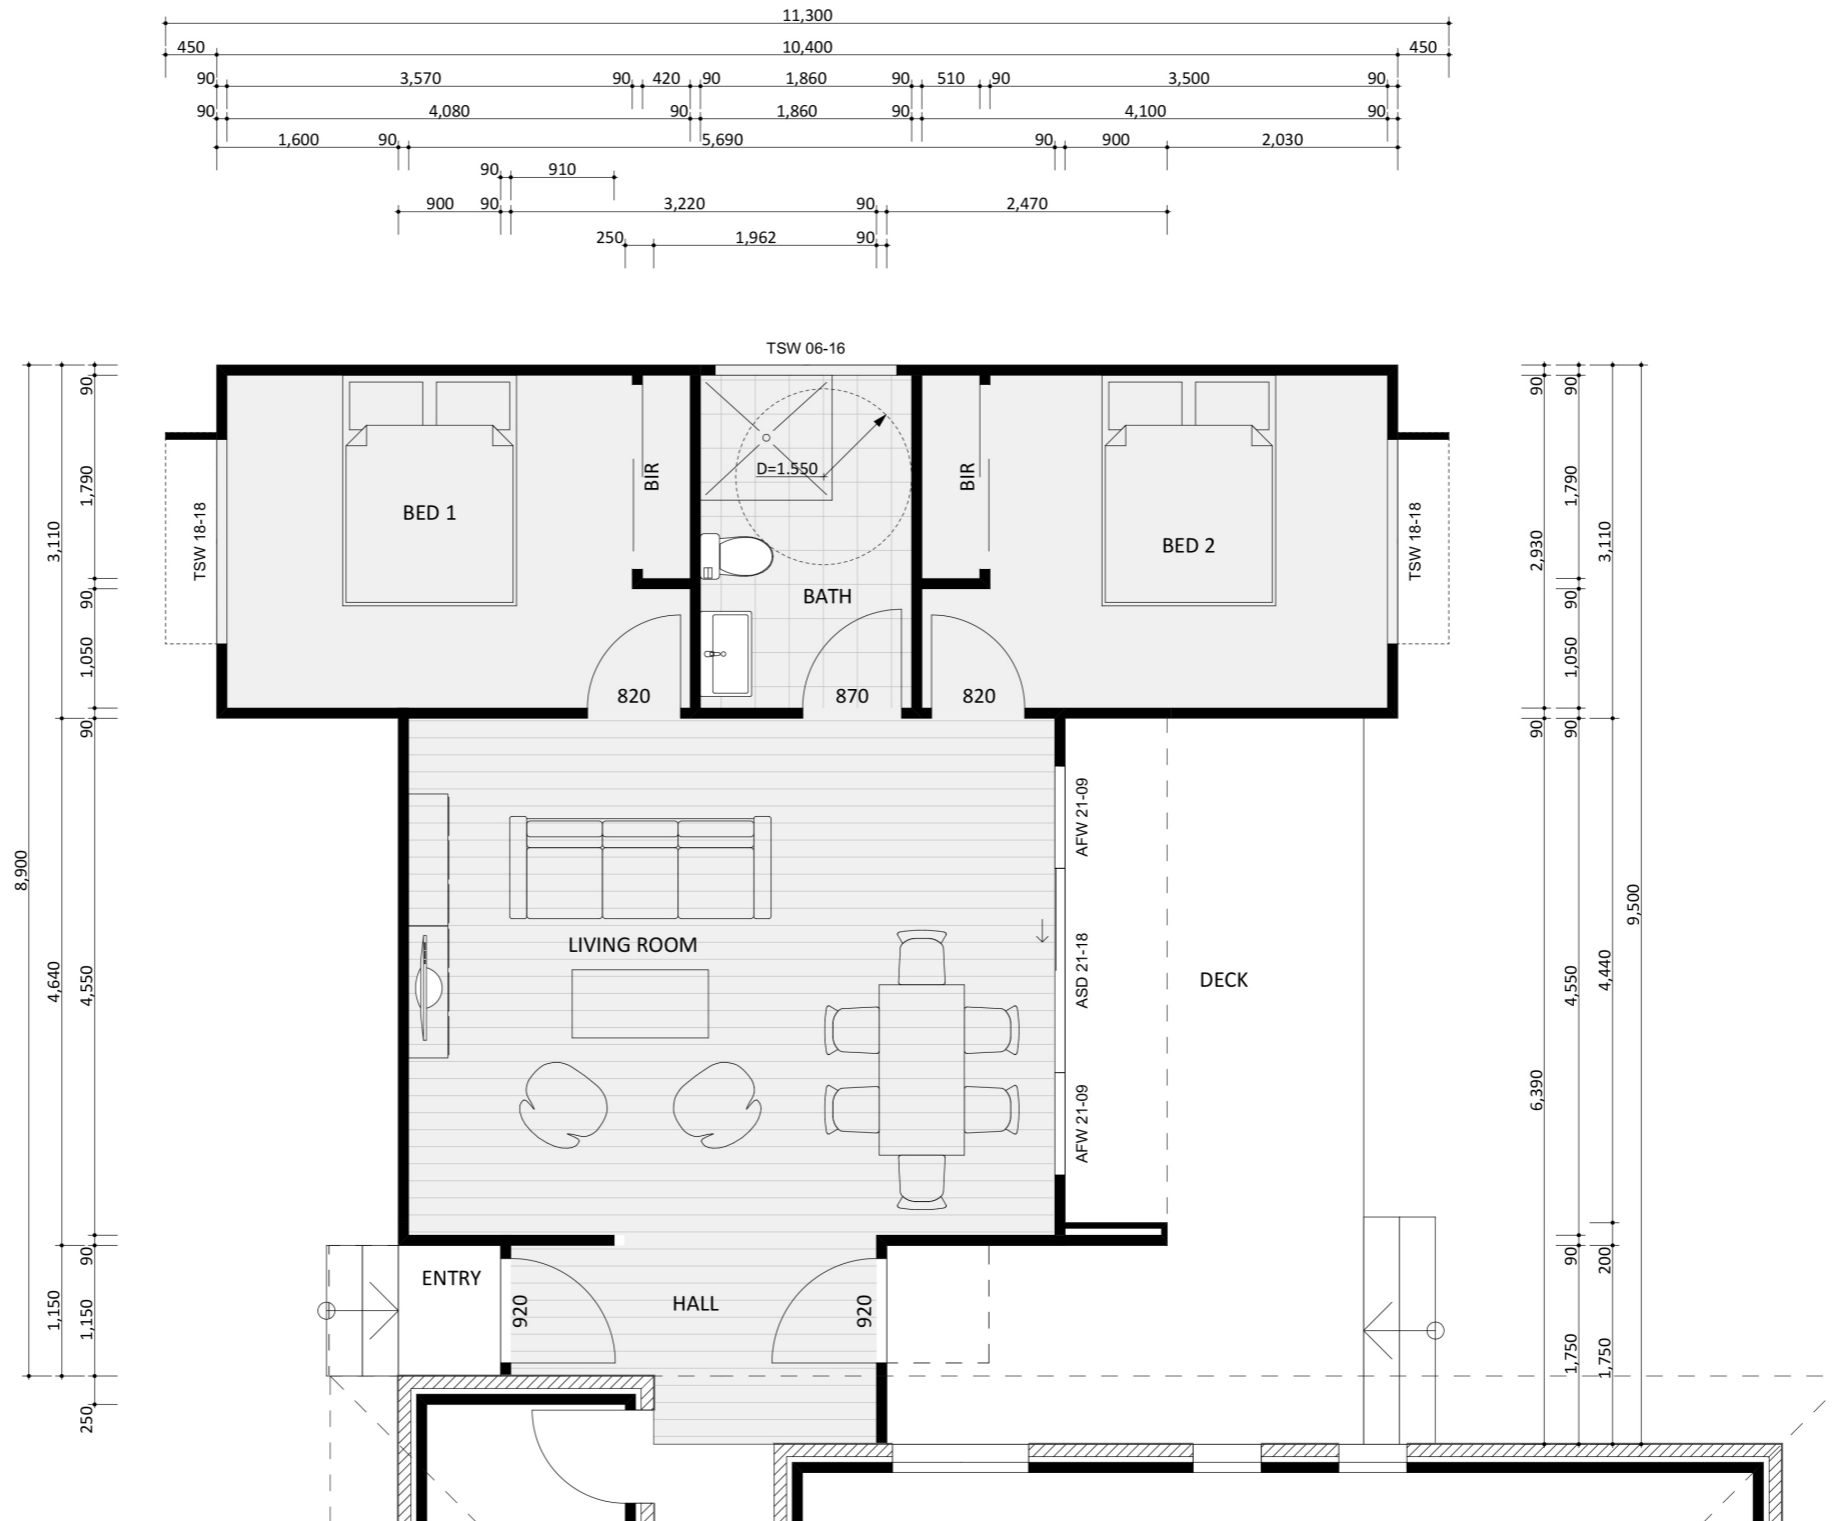 11,300
450 10,400 450
90 3,570 90 420 90 1,860 90 510 90 3,500 90
90 4,080 90 1,860 90 4,100 90
1,600 90 5,690 90 900 2,030
90 910
900 90 3,220 90 2,470
250 1,962 90
TSW 06-16
TSW 18-18
BED 1
BIR
D=1.550
BATH
BIR
BED 2
TSW 18-18
820
870
820
LIVING ROOM
AFW 21-09
ASD 21-18
AFW 21-09
DECK
ENTRY
920
HALL
920
8,900
3,110
4,640
1,150
90
1,790
90
1,050
90
4,550
90
1,150
250
90
2,930
90
6,390
90
1,790
90
1,050
90
4,550
90
1,750
3,110
4,440
200
1,750
9,500